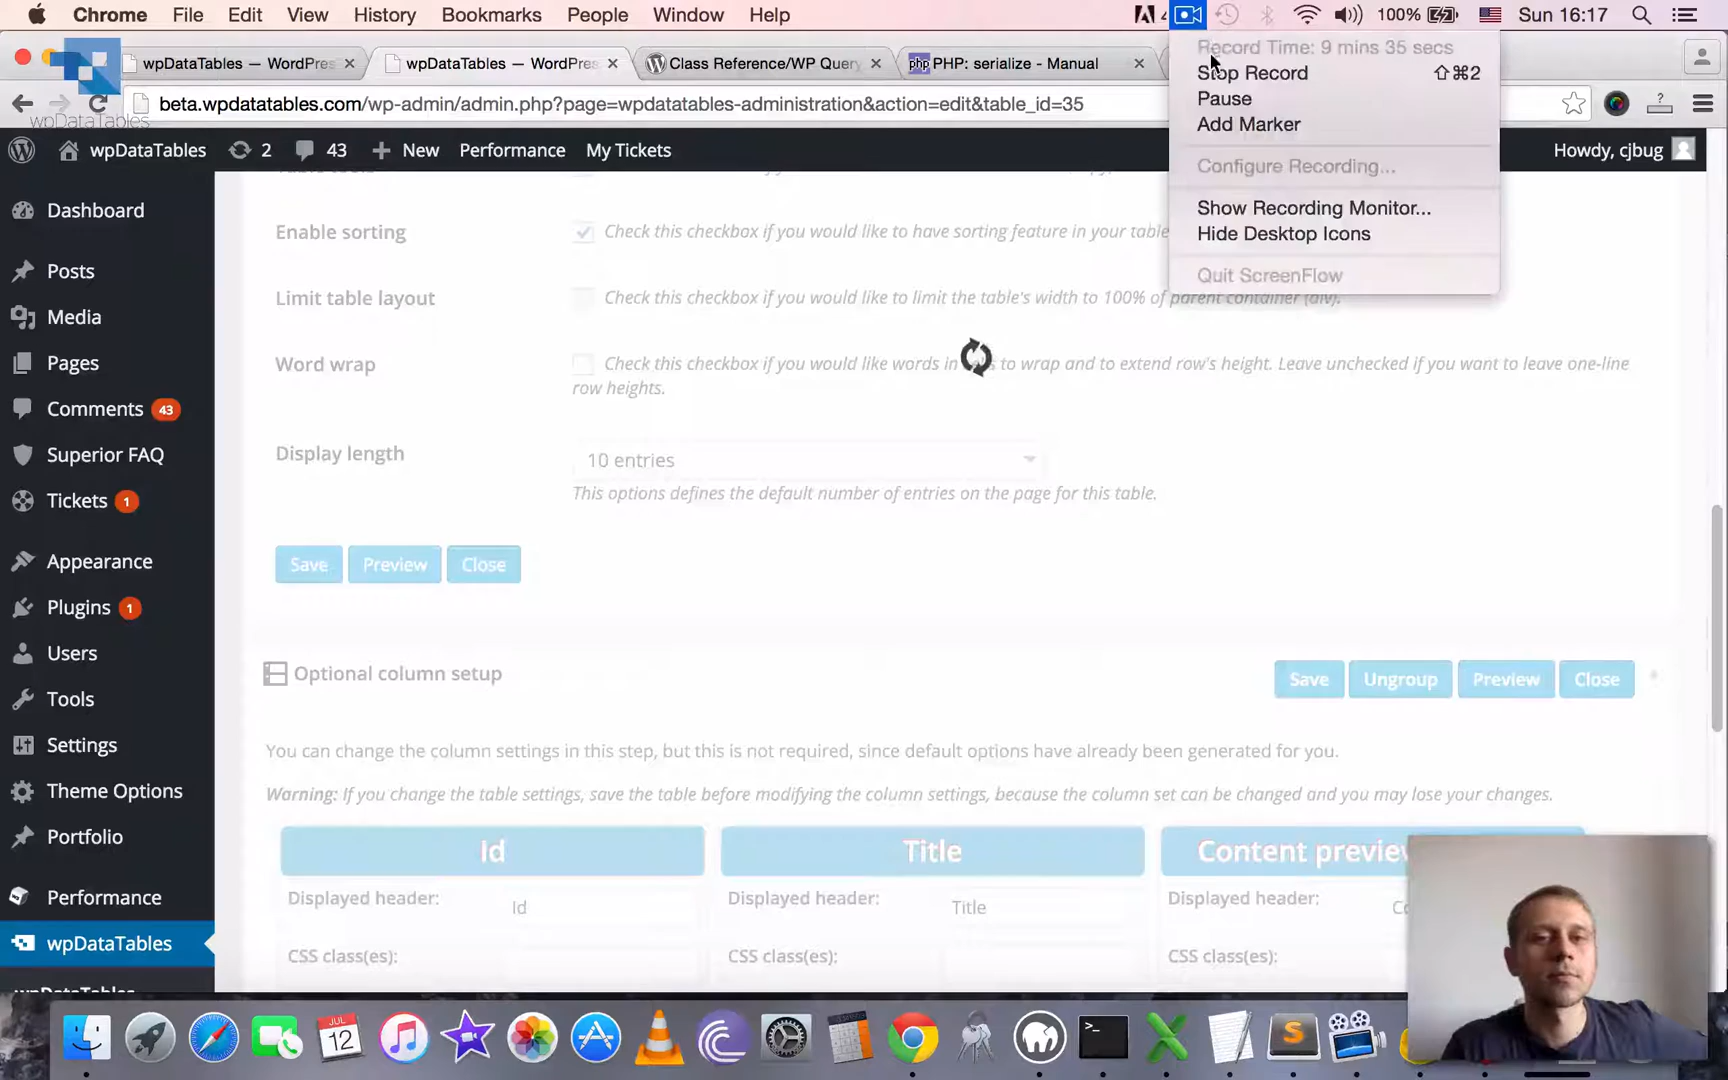 Chrome File Edit View History Bookmarks People Window Help 100% Sun 16:17
Record Time: 9 mins 35 secs
Stop Record ⇧⌘2
Pause
Add Marker
Configure Recording...
Show Recording Monitor...
Hide Desktop Icons
Quit ScreenFlow
wpDataTables — WordPres
wpDataTables — WordPres
Class Reference/WP Query
php PHP: serialize - Manual
beta.wpdatatables.com/wp-admin/admin.php?page=wpdatatables-administration&action=edit&table_id=35
wpDataTables
wpDataTables 2 43 New Performance My Tickets Howdy, cjbug
Dashboard
Posts
Media
Pages
Comments 43
Superior FAQ
Tickets 1
Appearance
Plugins 1
Users
Tools
Settings
Theme Options
Portfolio
Performance
wpDataTables
Enable sorting Check this checkbox if you would like to have sorting feature in your table
Limit table layout Check this checkbox if you would like to limit the table's width to 100% of parent container (div).
Word wrap Check this checkbox if you would like words in to wrap and to extend row's height. Leave unchecked if you want to leave one-line
row heights.
Display length 10 entries
This options defines the default number of entries on the page for this table.
Save Preview Close
Optional column setup Save Ungroup Preview Close
You can change the column settings in this step, but this is not required, since default options have already been generated for you.
Warning: If you change the table settings, save the table before modifying the column settings, because the column set can be changed and you may lose your changes.
Id Title Content preview
Displayed header: Id Displayed header: Title Displayed header:
CSS class(es): CSS class(es): CSS class(es):
JUL
12